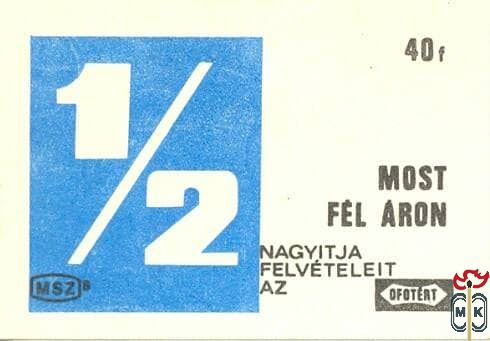 1/2
40f
MOST
FÉL ÁRON
NAGYITJA
FELVÉTELEIT
AZ OFOTÉRT
MSZ B
MK